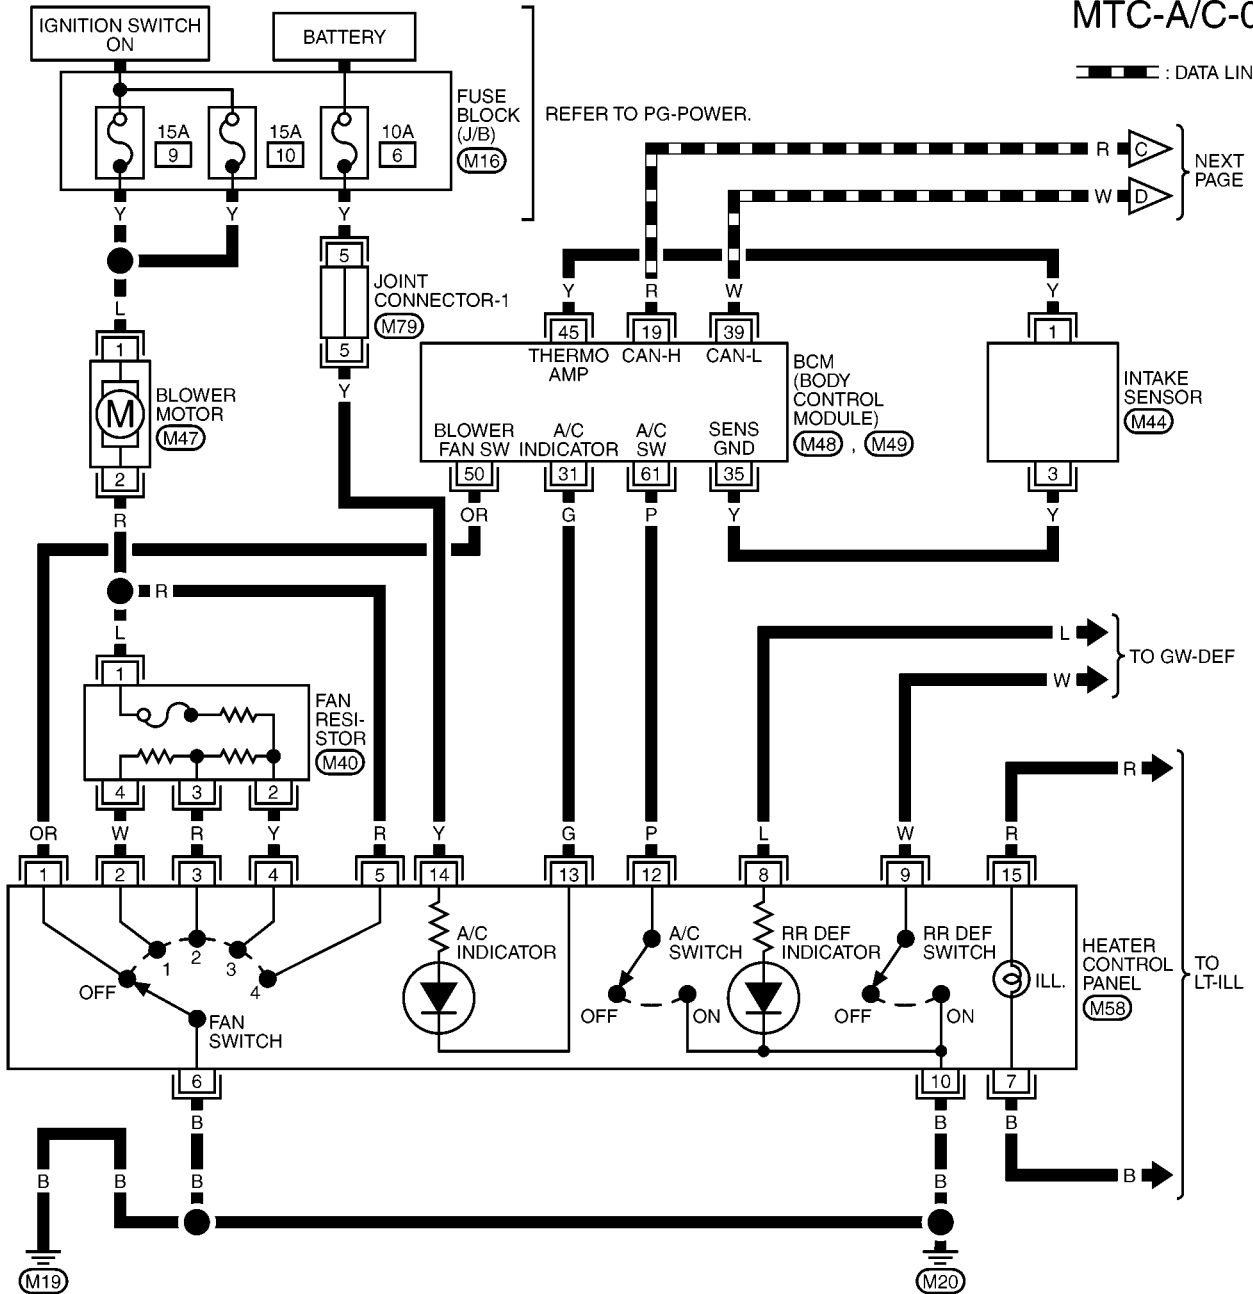 MTC-A/C-0
IGNITION SWITCH
ON
BATTERY
: DATA LIN
FUSE
BLOCK
(J/B)
M16
REFER TO PG-POWER.
15A
9
15A
10
10A
6
R
C
W
D
NEXT
PAGE
Y
Y
Y
5
JOINT
CONNECTOR-1
M79
5
Y
L
1
M
BLOWER
MOTOR
M47
2
R
Y
R
W
Y
45
19
39
1
THERMO
AMP
CAN-H
CAN-L
BCM
(BODY
CONTROL
MODULE)
M48 , M49
BLOWER
FAN SW
A/C
INDICATOR
A/C
SW
SENS
GND
50
31
61
35
OR
G
P
Y
INTAKE
SENSOR
M44
3
Y
R
L
1
L
W
TO GW-DEF
FAN
RESI-
STOR
M40
4
3
2
R
OR
W
R
Y
R
Y
G
P
L
W
R
1
2
3
4
5
14
13
12
8
9
15
OFF
1
2
3
4
FAN
SWITCH
A/C
INDICATOR
A/C
SWITCH
OFF
ON
RR DEF
INDICATOR
RR DEF
SWITCH
OFF
ON
ILL.
HEATER
CONTROL
PANEL
M58
TO
LT-ILL
6
10
7
B
B
B
B
B
B
B
B
M19
M20